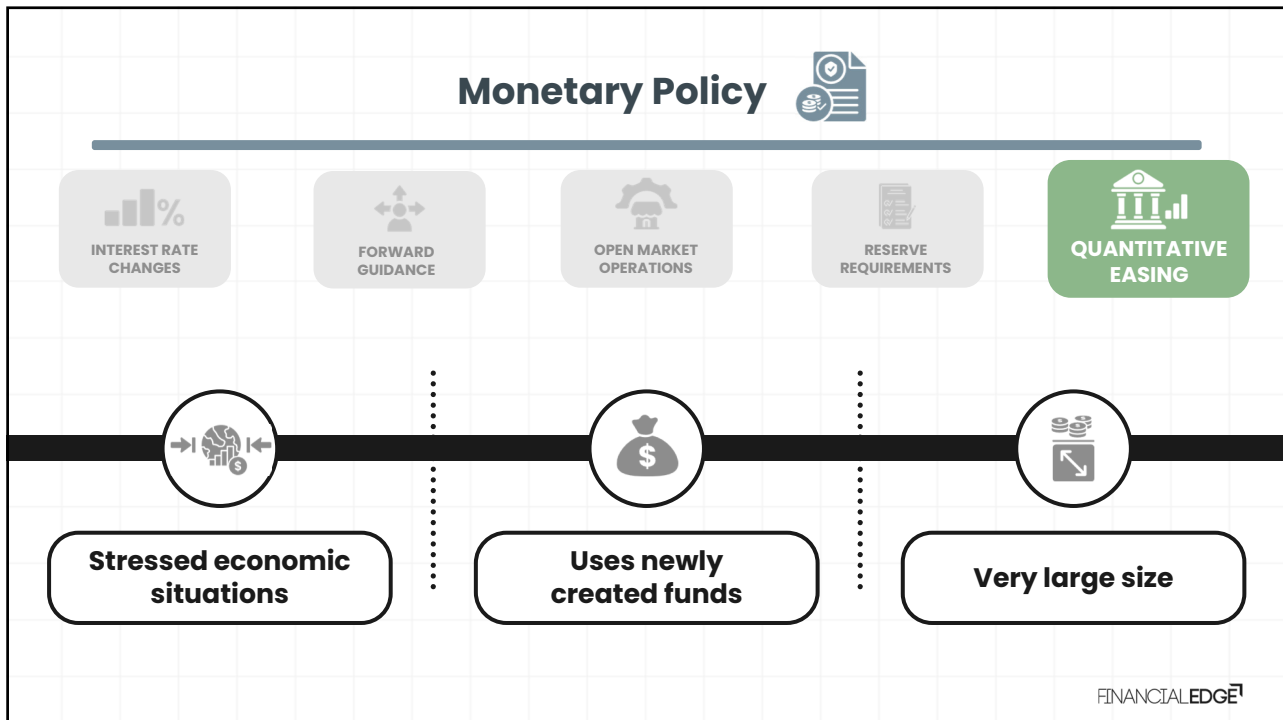 Monetary Policy
%
INTEREST RATE
CHANGES
FORWARD
GUIDANCE
OPEN MARKET
OPERATIONS
RESERVE
REQUIREMENTS
QUANTITATIVE
EASING
$
$
Stressed economic
situations
Uses newly
created funds
Very large size
FINANCIALEDGE